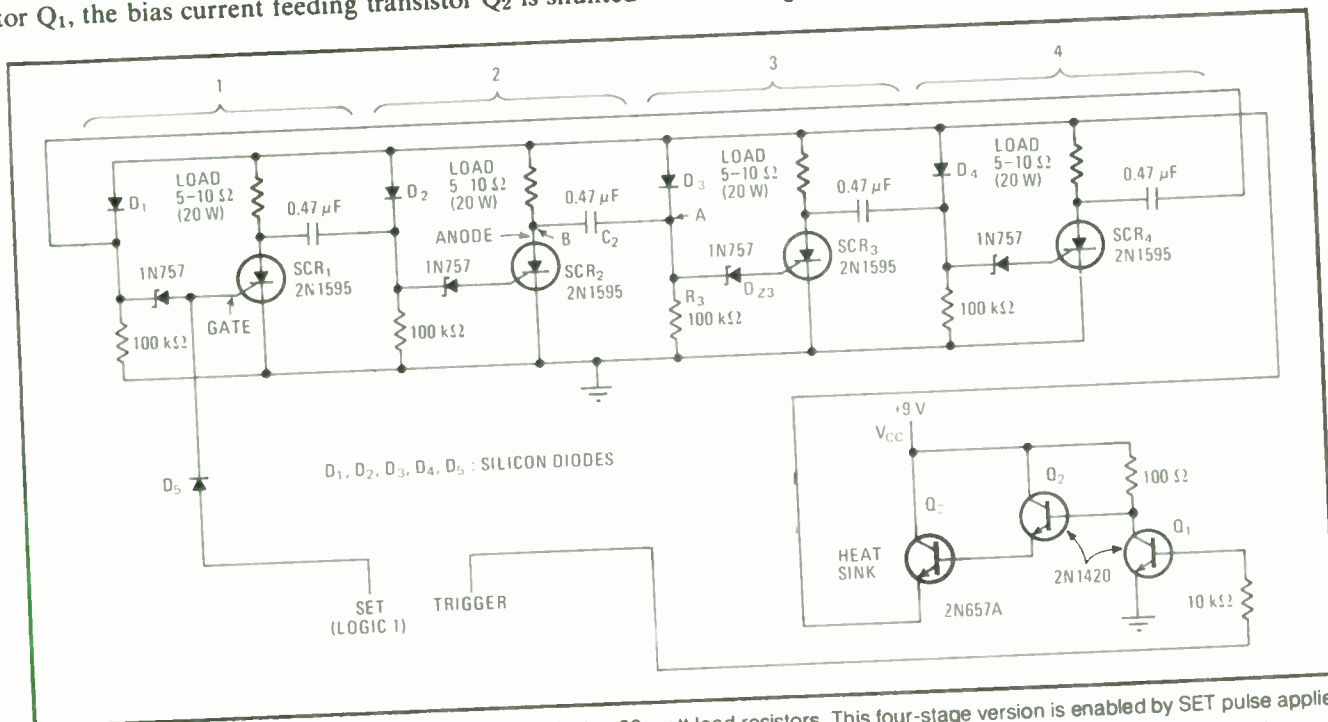 tor Q₁, the bias current feeding transistor Q₂ is shunted
1
2
3
4
D₁
LOAD
5-10 Ω
(20 W)
0.47 μF
1N757
SCR₁
2N1595
GATE
100 kΩ
D₂
LOAD
5 10 Ω
(20 W)
0.47 μF
ANODE
B
C₂
1N757
SCR₂
2N1595
100 kΩ
D₃
LOAD
5-10 Ω
(20 W)
0.47 μF
A
1N757
DZ3
SCR₃
2N1595
R₃
100 kΩ
D₄
LOAD
5-10 Ω
(20 W)
0.47 μF
1N757
SCR₄
2N1595
100 kΩ
D₅
D₁, D₂, D₃, D₄, D₅ : SILICON DIODES
SET
(LOGIC 1)
TRIGGER
+9 V
VCC
Q₂
100 Ω
Q₁
HEAT
SINK
2N1420
2N657A
10 kΩ
load resistors. This four-stage version is enabled by SET pulse applie